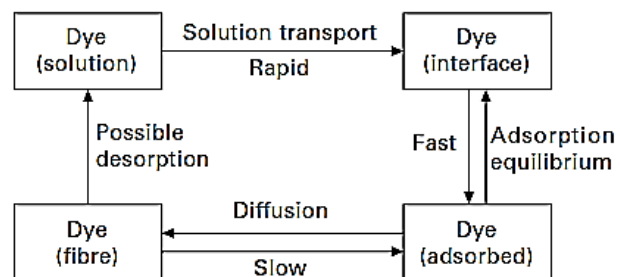 Dye
(solution)
Solution transport
Rapid
Dye
(interface)
Possible
desorption
Fast
Adsorption
equilibrium
Dye
(fibre)
Diffusion
Slow
Dye
(adsorbed)